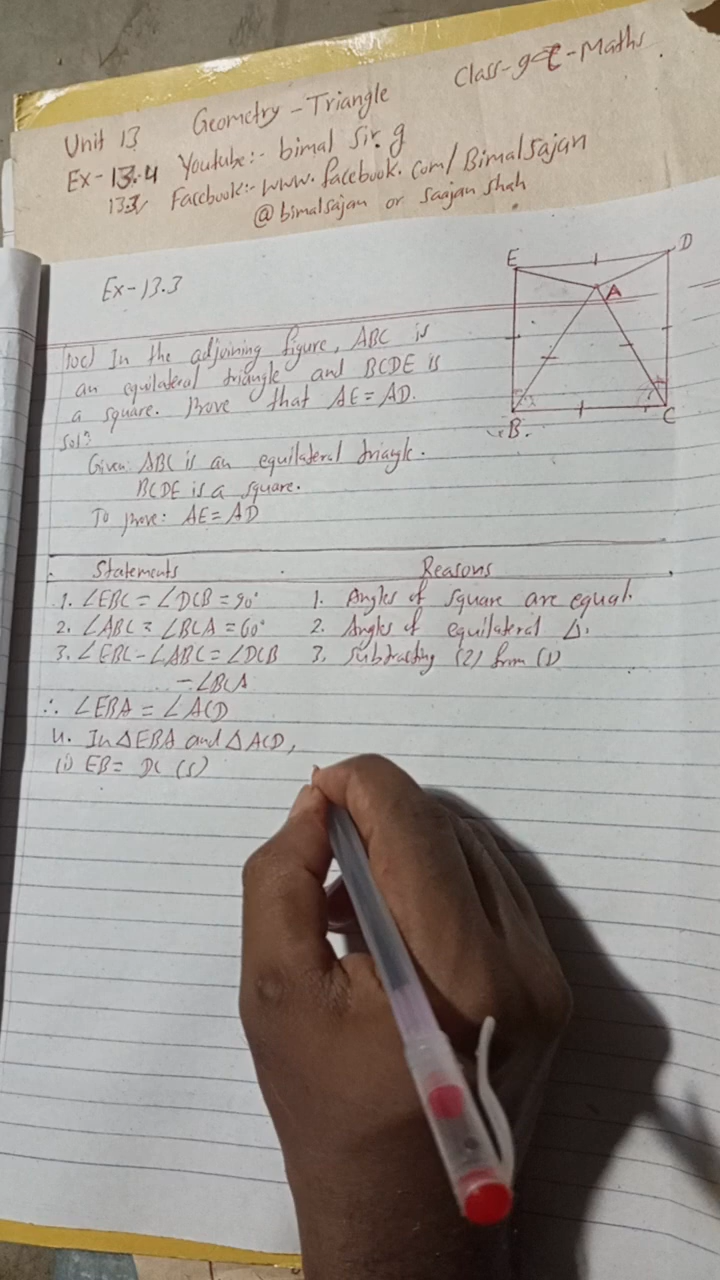 Unit 13 Geometry - Triangle Class-9 - Maths
Ex - 13.4 Youtube:- bimal sir.g
13.3 Facebook:- www.facebook.com/Bimalsajan
@bimalsajan or saajan shah
Ex - 13.3
E
D
A
B.
C
10c) In the adjoining figure, ABC is
an equilateral triangle and BCDE is
a square. Prove that AE = AD.
Solⁿ:
Given: ABC is an equilateral triangle.
BCDE is a square.
To prove: AE = AD
Statements Reasons
1. ∠EBC = ∠DCB = 90° 1. Angles of square are equal.
2. ∠ABC = ∠BCA = 60° 2. Angles of equilateral Δ.
3. ∠EBC - ∠ABC = ∠DCB 3. Subtracting (2) from (1)
- ∠BCA
∴ ∠EBA = ∠ACD
4. In ΔEBA and ΔACD,
(i) EB = DC (S)